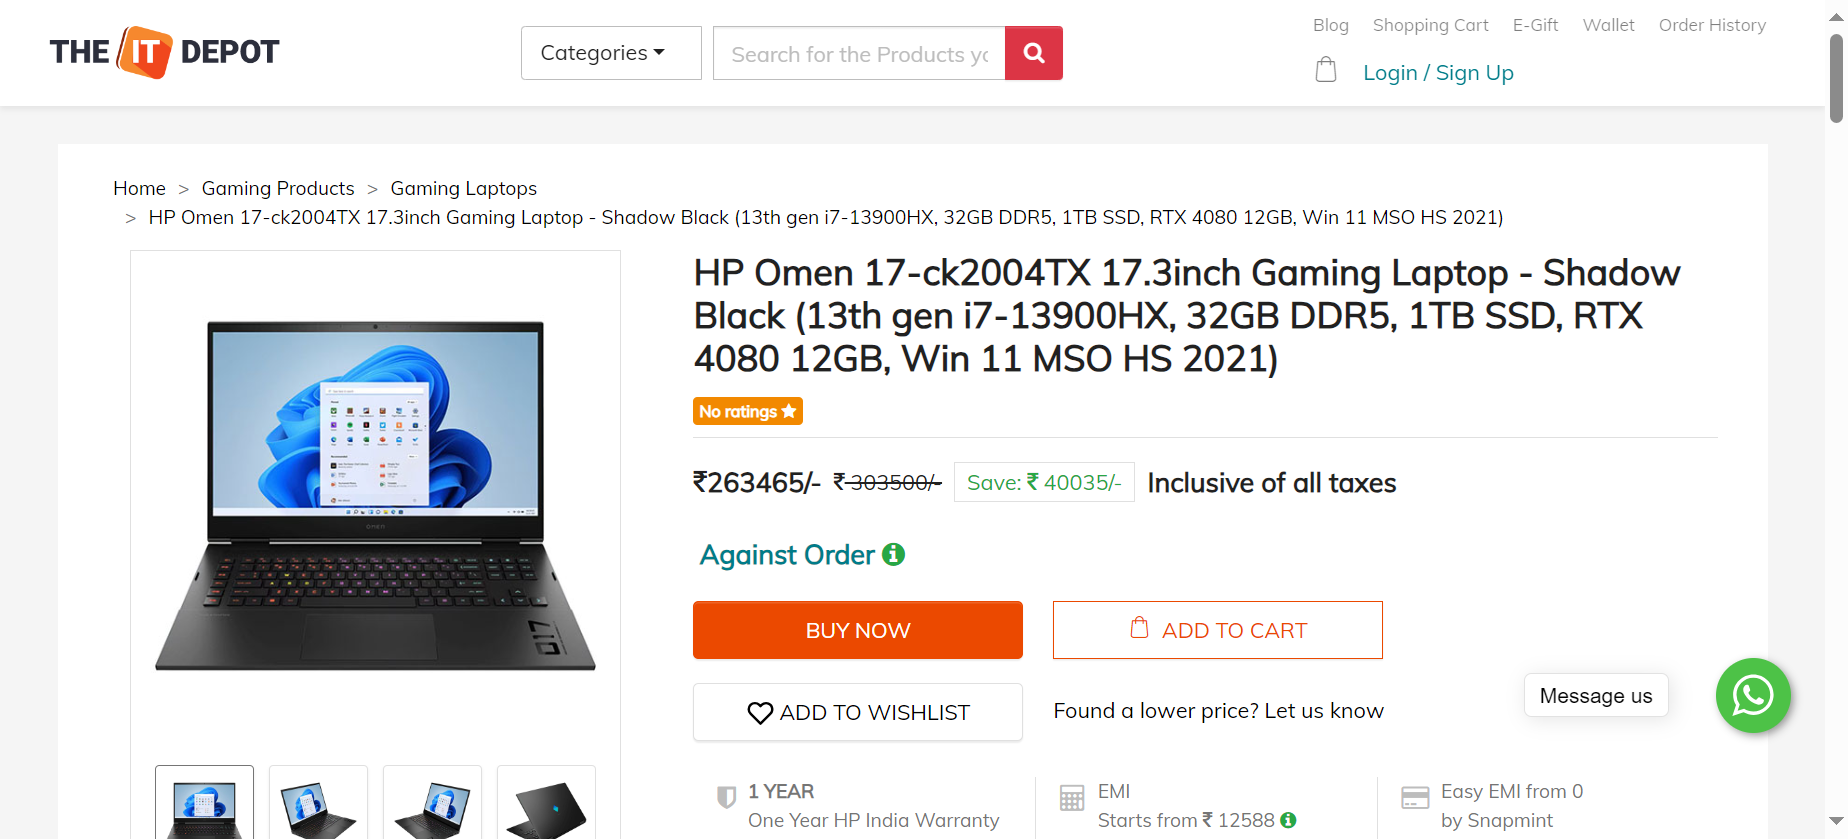 THE IT DEPOT
Categories
Search for the Products yc
Blog
Shopping Cart
E-Gift
Wallet
Order History
Login / Sign Up
Home > Gaming Products > Gaming Laptops
> HP Omen 17-ck2004TX 17.3inch Gaming Laptop - Shadow Black (13th gen i7-13900HX, 32GB DDR5, 1TB SSD, RTX 4080 12GB, Win 11 MSO HS 2021)
HP Omen 17-ck2004TX 17.3inch Gaming Laptop - Shadow
Black (13th gen i7-13900HX, 32GB DDR5, 1TB SSD, RTX
4080 12GB, Win 11 MSO HS 2021)
No ratings
₹263465/- ₹ 303500/- Save: ₹ 40035/- Inclusive of all taxes
Against Order
BUY NOW
ADD TO CART
ADD TO WISHLIST
Found a lower price? Let us know
Message us
1 YEAR
One Year HP India Warranty
EMI
Starts from ₹ 12588
Easy EMI from 0
by Snapmint